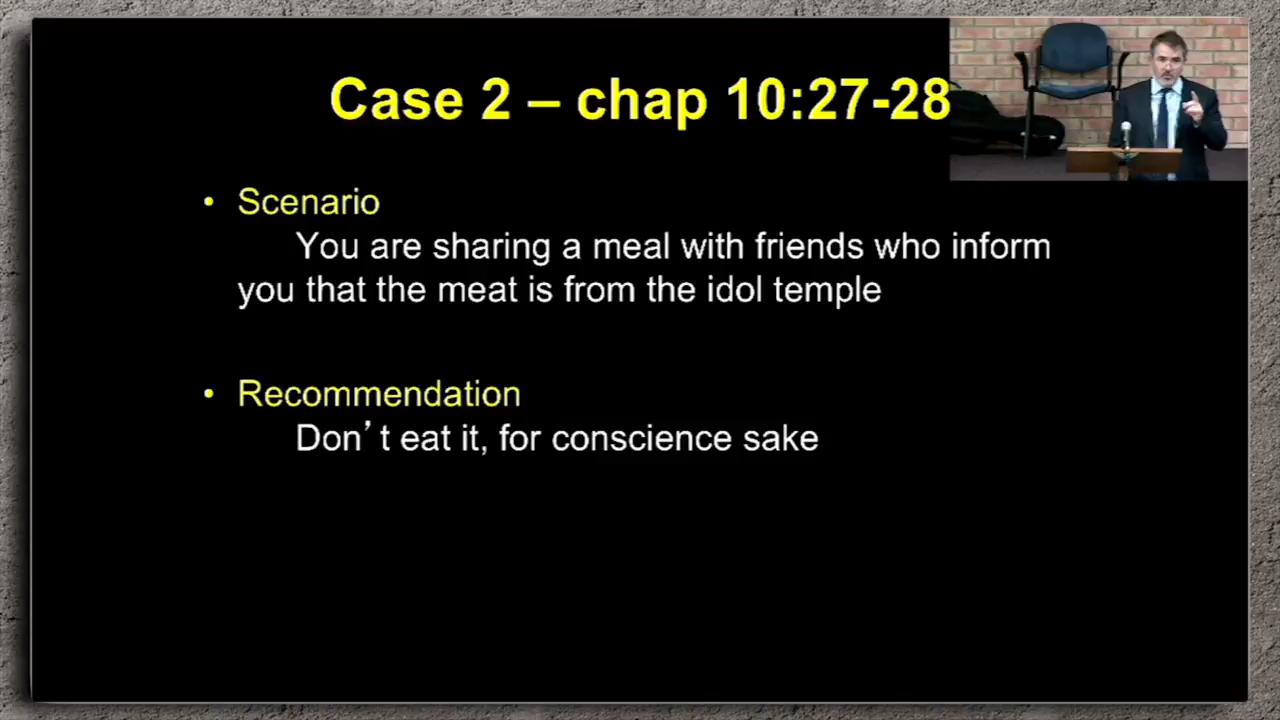 Case 2 – chap 10:27-28
• Scenario
You are sharing a meal with friends who inform
you that the meat is from the idol temple
• Recommendation
Don’t eat it, for conscience sake